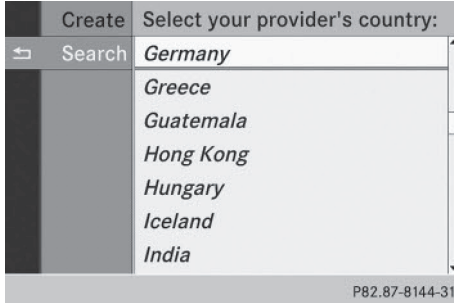 Create
Search
Select your provider's country:
Germany
Greece
Guatemala
Hong Kong
Hungary
Iceland
India
P82.87-8144-31